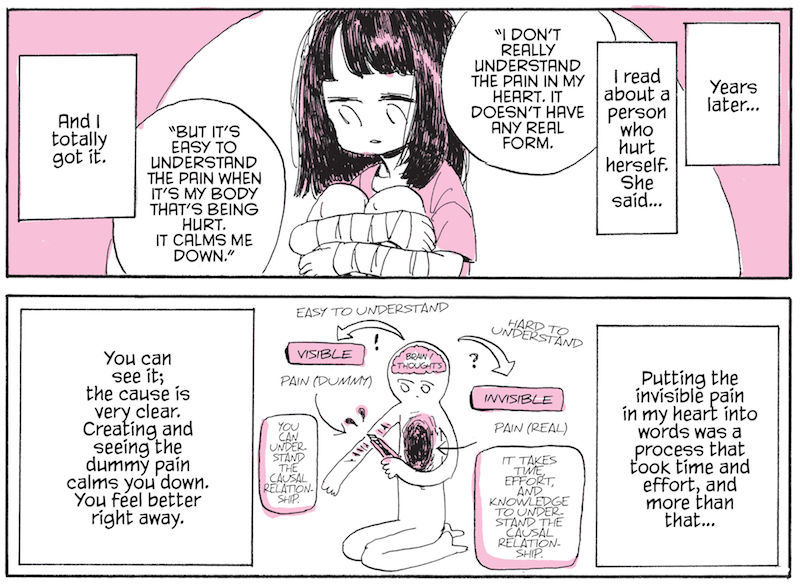 Years
later...
I read
about a
person
who
hurt
herself.
She
said...
"I DON'T
REALLY
UNDERSTAND
THE PAIN IN MY
HEART. IT
DOESN'T HAVE
ANY REAL
FORM.
"BUT IT'S
EASY TO
UNDERSTAND
THE PAIN WHEN
IT'S MY BODY
THAT'S BEING
HURT.
IT CALMS ME
DOWN."
And I
totally
got it.
Putting the
invisible pain
in my heart into
words was a
process that
took time and
effort, and
more than
that...
HARD TO
UNDERSTAND
?
INVISIBLE
PAIN (REAL)
IT TAKES
TIME,
EFFORT,
AND
KNOWLEDGE
TO UNDER-
STAND THE
CAUSAL
RELATION-
SHIP.
BRAIN /
THOUGHTS
EASY TO UNDERSTAND
!
VISIBLE
PAIN (DUMMY)
YOU
CAN
UNDER-
STAND
THE
CAUSAL
RELATION-
SHIP.
You can
see it;
the cause is
very clear.
Creating and
seeing the
dummy pain
calms you down.
You feel better
right away.